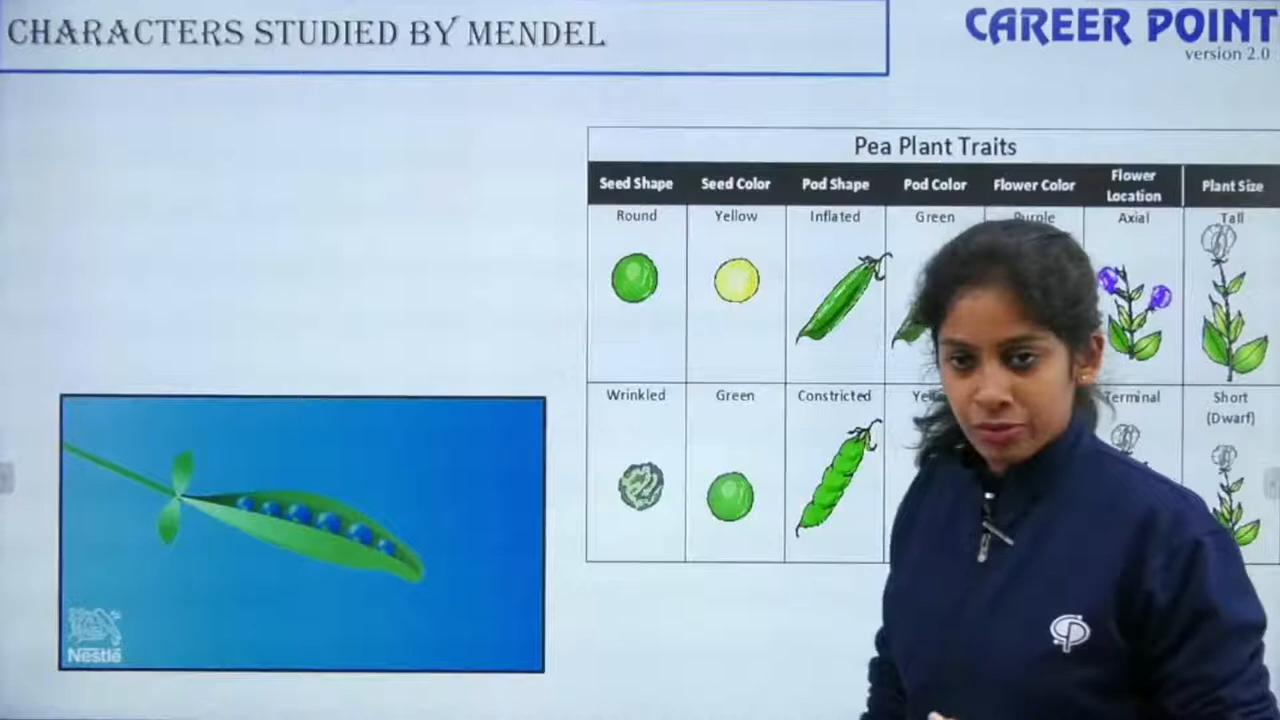 CHARACTERS STUDIED BY MENDEL
CAREER POINT
version 2.0
Pea Plant Traits
Seed Shape Seed Color Pod Shape Pod Color Flower Color Flower Location Plant Size
Round Yellow Inflated Green Purple Axial Tall
Wrinkled Green Constricted Terminal Short
(Dwarf)
Nestlé